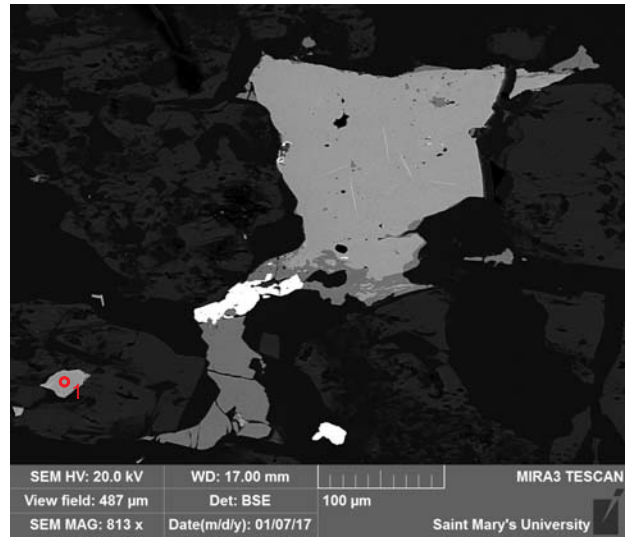 1
SEM HV: 20.0 kV WD: 17.00 mm MIRA3 TESCAN
View field: 487 µm Det: BSE 100 µm
SEM MAG: 813 x Date(m/d/y): 01/07/17 Saint Mary's University